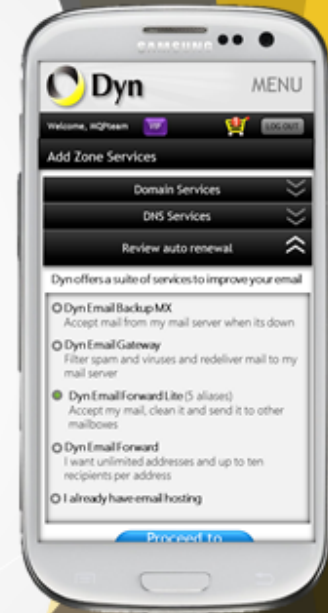 SAMSUNG
Dyn
MENU
Welcome, MQPteam
VIP
LOG OUT
Add Zone Services
Domain Services
DNS Services
Review auto renewal
Dyn offers a suite of services to improve your email
Dyn Email Backup MX
Accept mail from my mail server when its down
Dyn Email Gateway
Filter spam and viruses and redeliver mail to my
mail server
Dyn Email Forward Lite (5 aliases)
Accept my mail, clean it and send it to other
mailboxes
Dyn Email Forward
I want unlimited addresses and up to ten
recipients per address
I already have email hosting
Proceed to